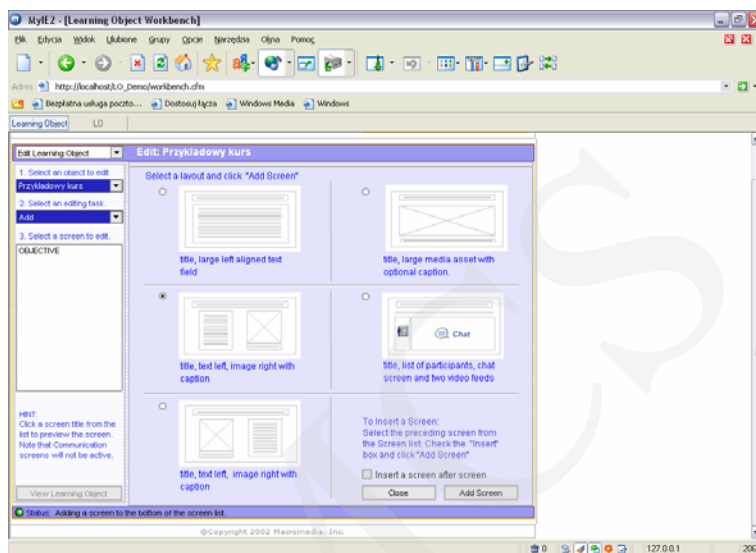 MyIE2 - [Learning Object Workbench]
Plik Edycja Widok Ulubione Grupy Opcje Narzędzia Okna Pomoc
Adres http://localhost/LO_Demo/workbench.cfm
Bezpłatna usługa poczto... Dostosuj łącza Windows Media Windows
Learning Object LO
Edit Learning Object
Edit: Przykladowy kurs
1. Select an object to edit
Przykladowy kurs
2. Select an editing task.
Add
3. Select a screen to edit.
OBJECTIVE
HINT:
Click a screen title from the
list to preview the screen.
Note that Communication
screens will not be active.
View Learning Object
Select a layout and click "Add Screen"
title, large left aligned text
field
title, large media asset with
optional caption.
title, text left, image right with
caption
Chat
title, list of participants, chat
screen and two video feeds
title, text left, image right with
caption
To Insert a Screen:
Select the preceding screen from
the Screen list. Check the "Insert"
box and click "Add Screen"
Insert a screen after screen
Close Add Screen
Status: Adding a screen to the bottom of the screen list.
©Copyright 2002 Macromedia, Inc.
0 127.0.0.1